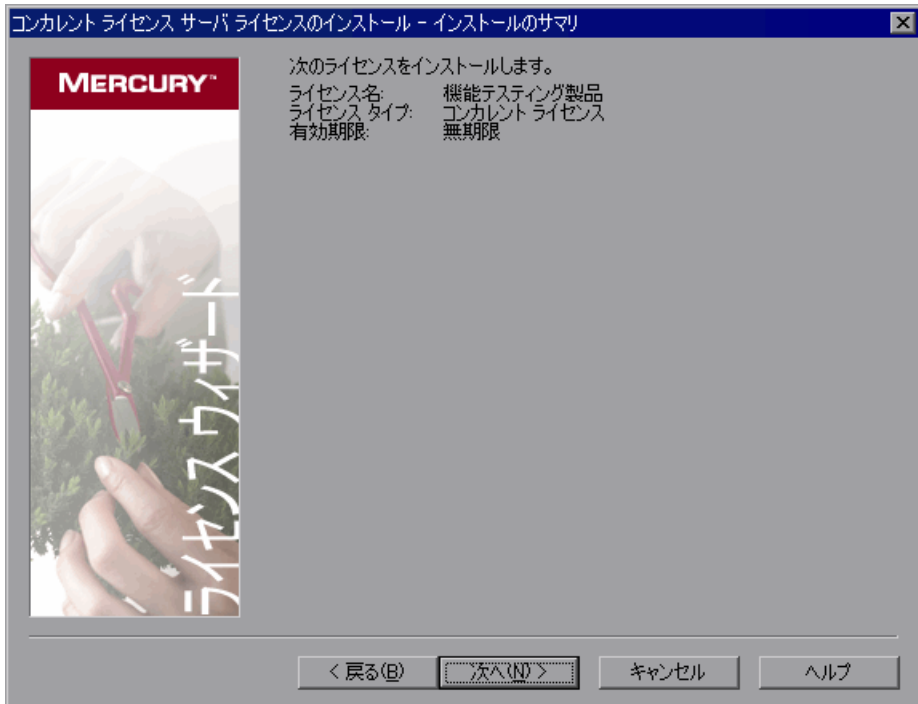 コンカレント ライセンス サーバ ライセンスのインストール - インストールのサマリ
MERCURY™
次のライセンスをインストールします。
ライセンス名: 機能テスティング製品
ライセンス タイプ: コンカレント ライセンス
有効期限: 無期限
ライセンス ウィザード
< 戻る(B)
次へ(N) >
キャンセル
ヘルプ